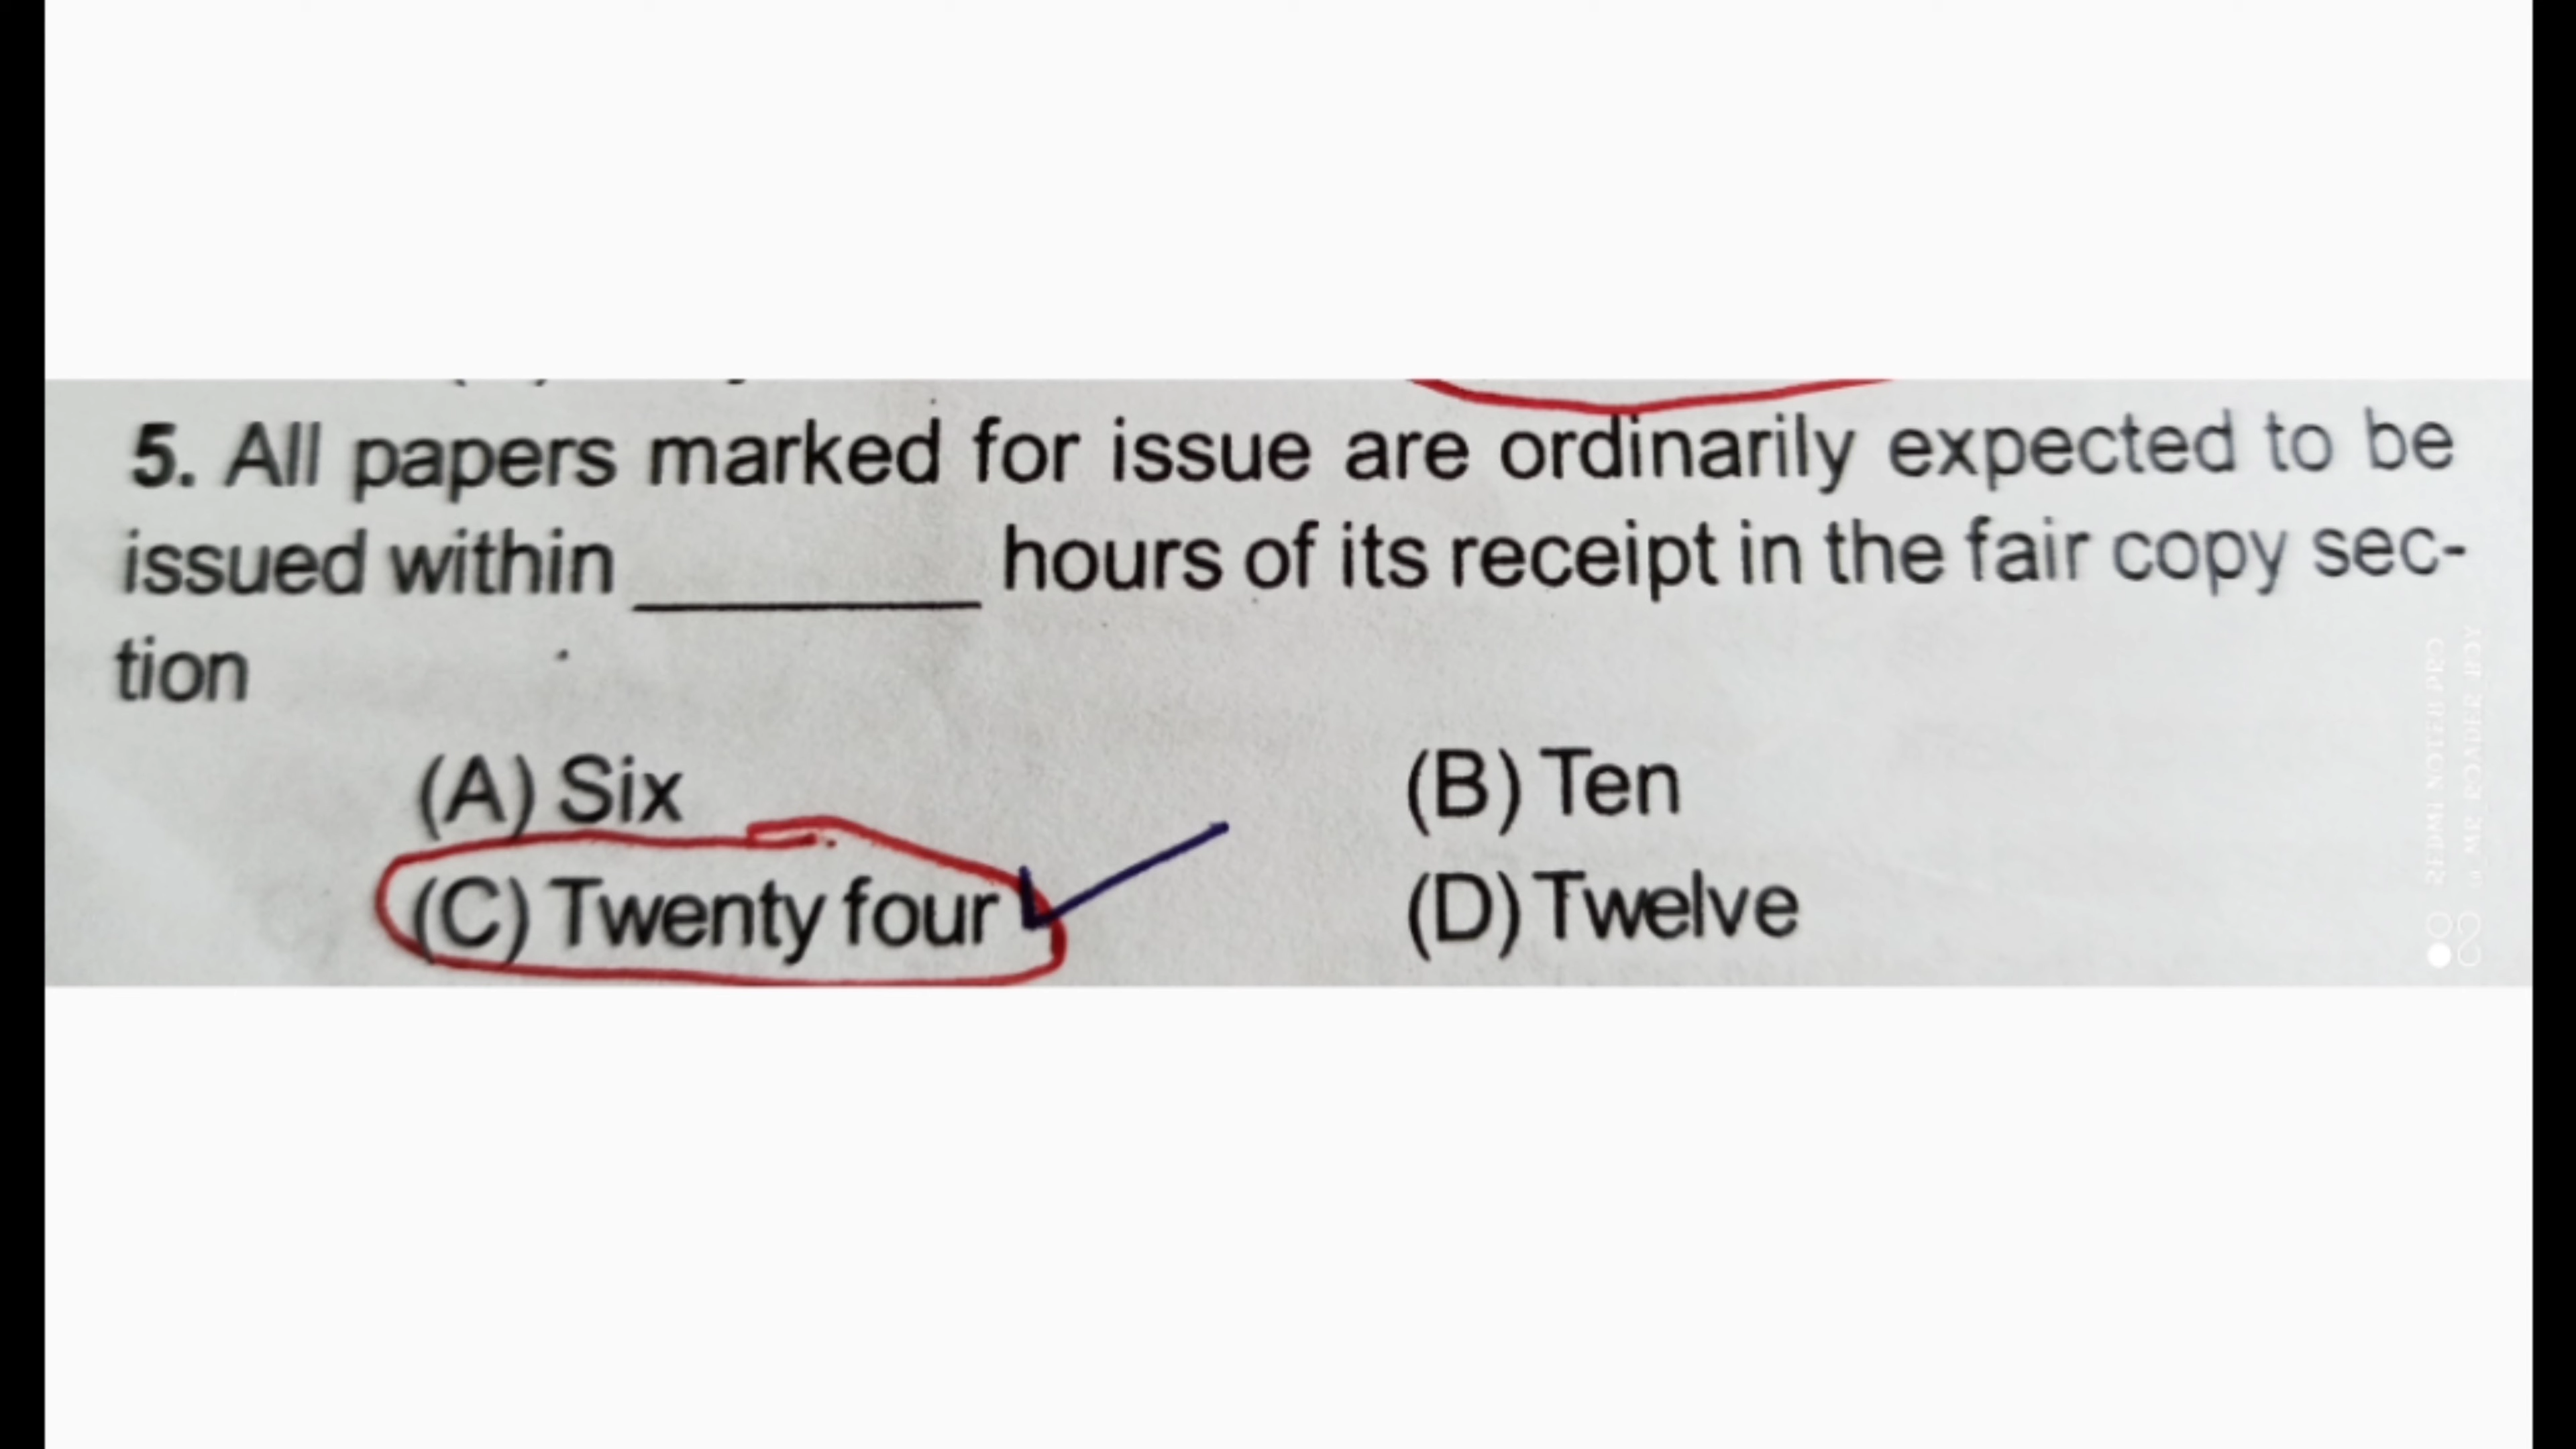 5. All papers marked for issue are ordinarily expected to be
issued within __________ hours of its receipt in the fair copy sec-
tion
(A) Six
(B) Ten
(C) Twenty four
(D) Twelve